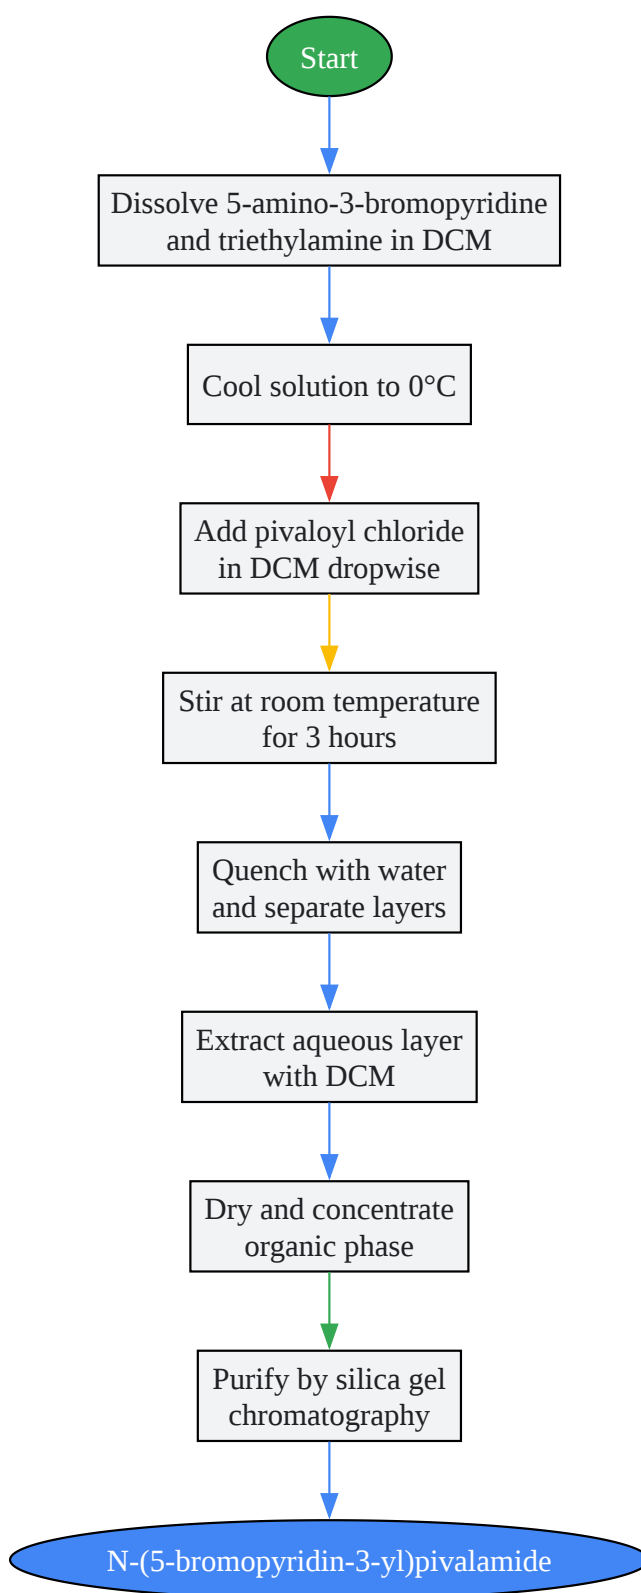 Start
Dissolve 5-amino-3-bromopyridine
and triethylamine in DCM
Cool solution to 0°C
Add pivaloyl chloride
in DCM dropwise
Stir at room temperature
for 3 hours
Quench with water
and separate layers
Extract aqueous layer
with DCM
Dry and concentrate
organic phase
Purify by silica gel
chromatography
N-(5-bromopyridin-3-yl)pivalamide